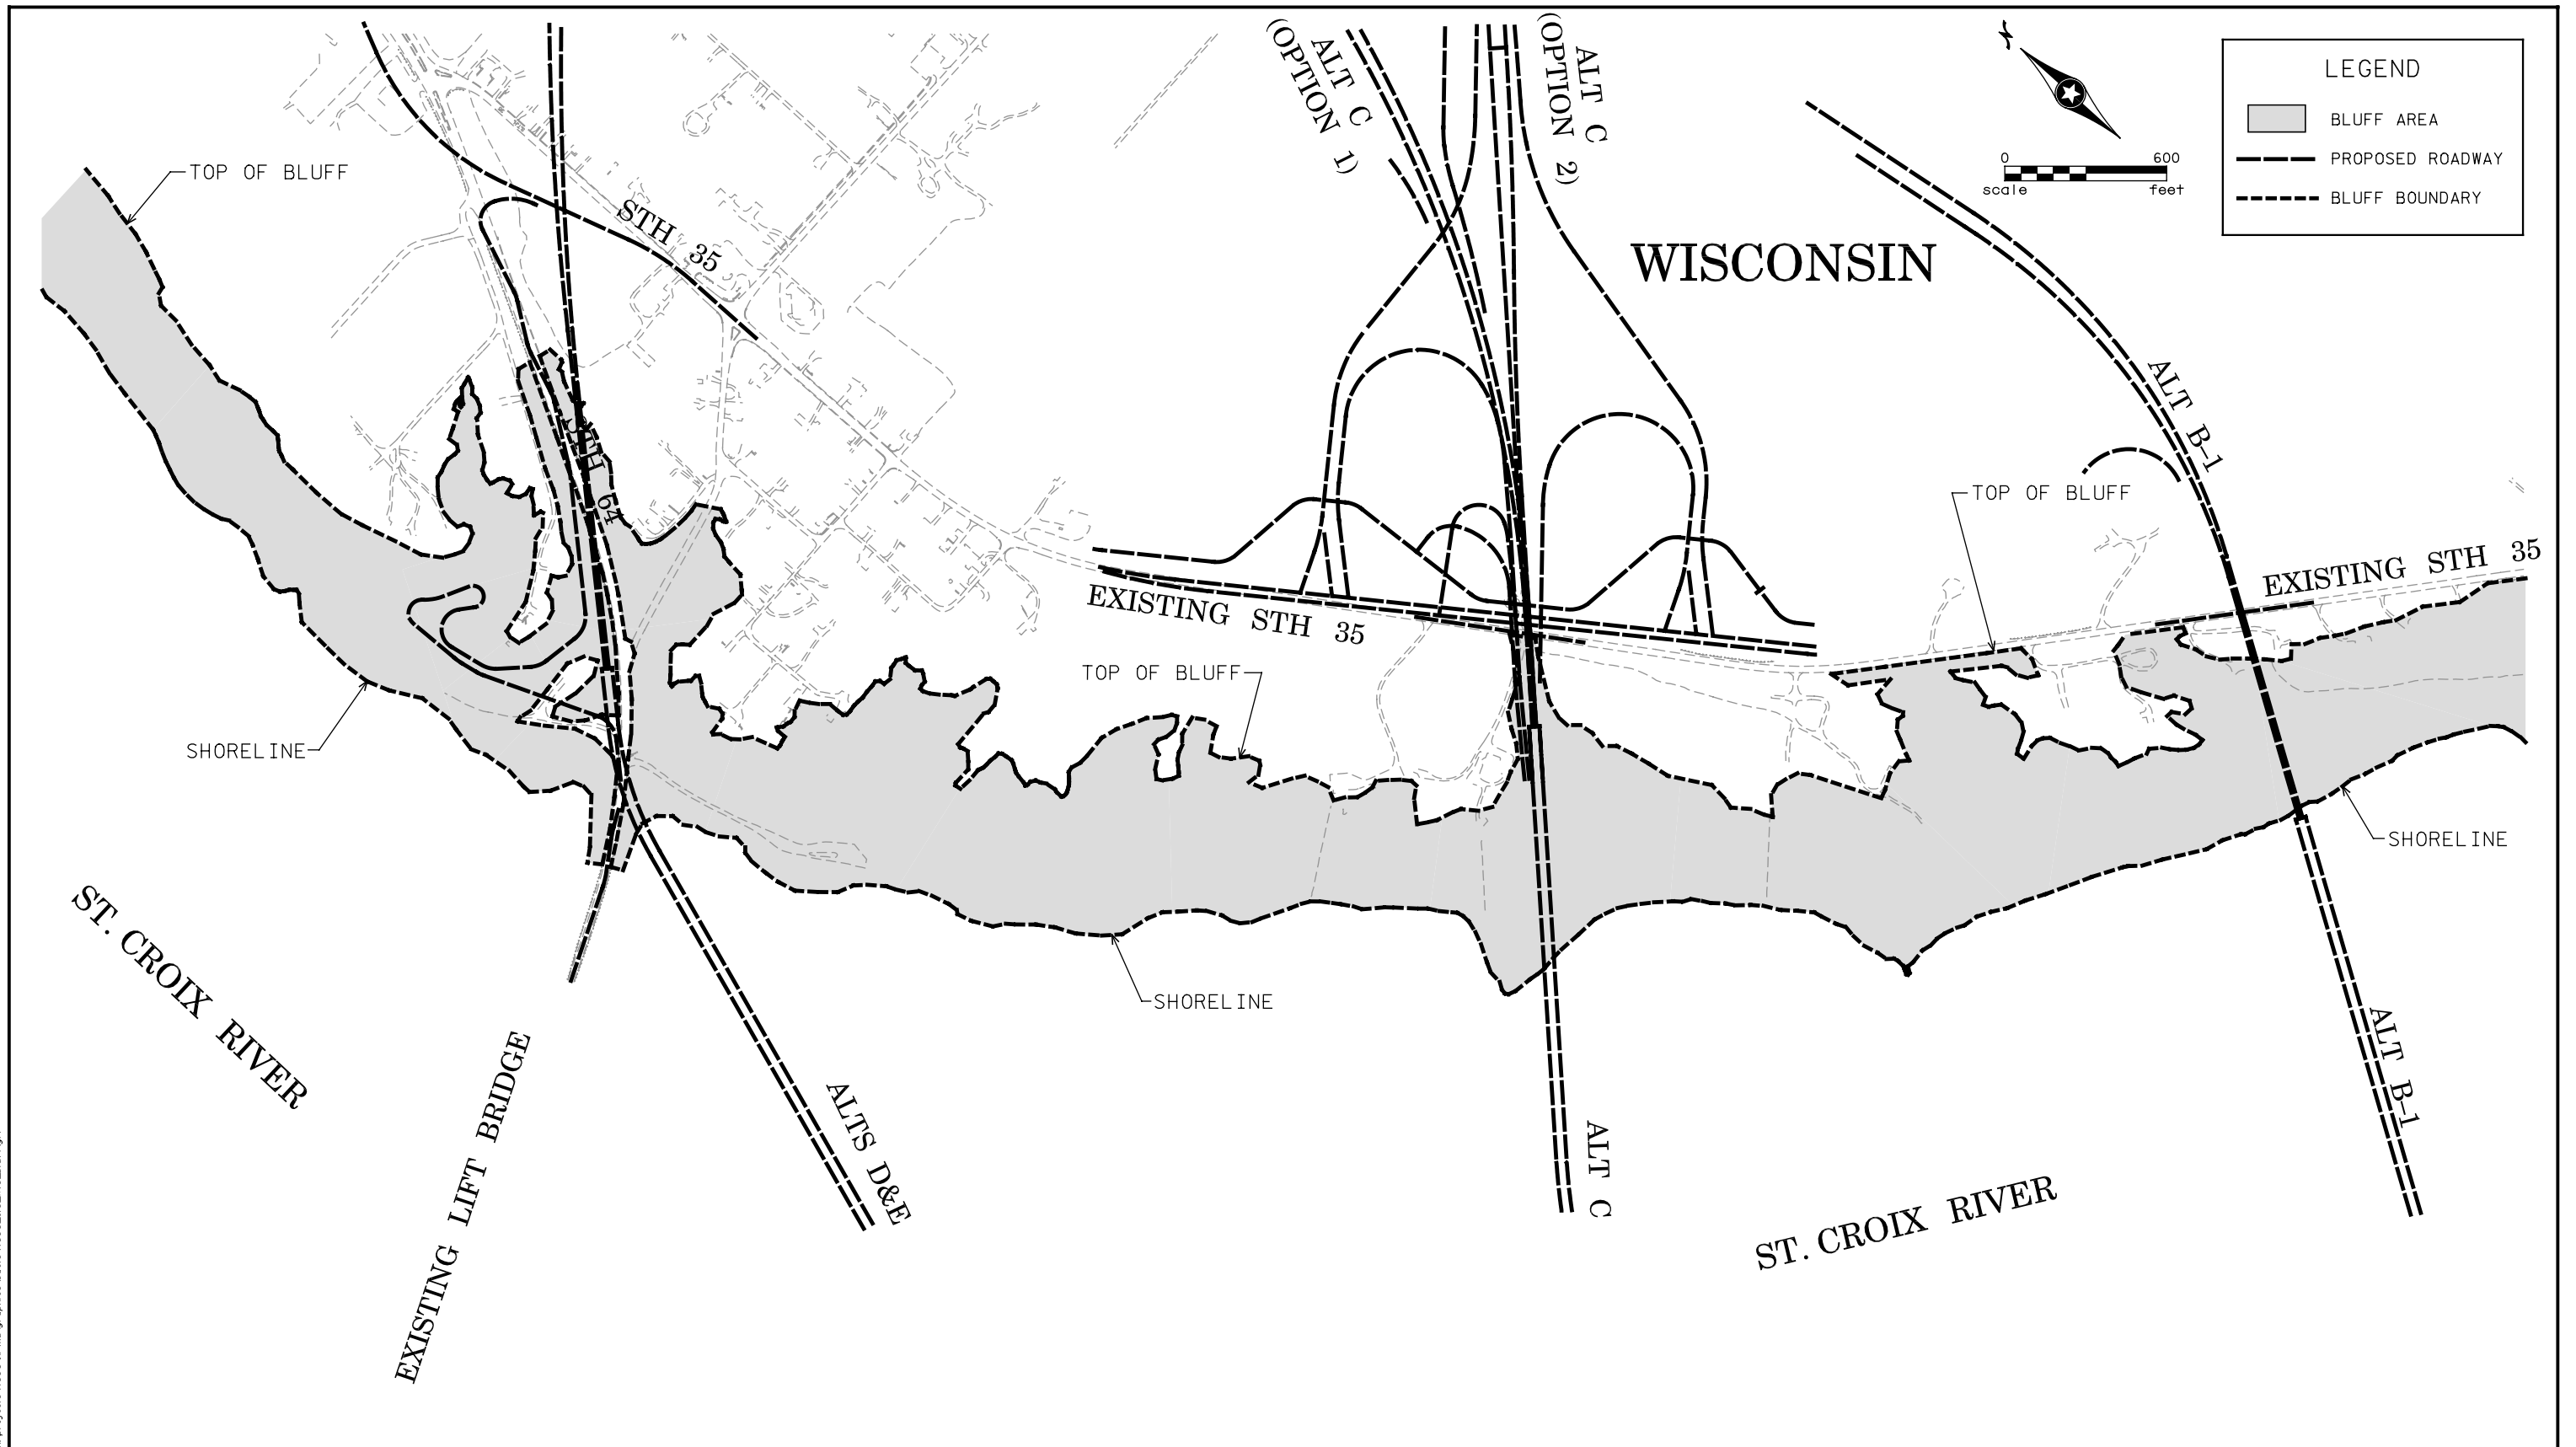 LEGEND
BLUFF AREA
PROPOSED ROADWAY
BLUFF BOUNDARY
0 600
scale feet
ALT C
(OPTION 1)
ALT C
(OPTION 2)
WISCONSIN
TOP OF BLUFF
STH 35
STH 64
ALT B-1
TOP OF BLUFF
EXISTING STH 35
EXISTING STH 35
TOP OF BLUFF
SHORELINE
SHORELINE
SHORELINE
ST. CROIX RIVER
EXISTING LIFT BRIDGE
ALTS D&E
ALT C
ALT B-1
ST. CROIX RIVER